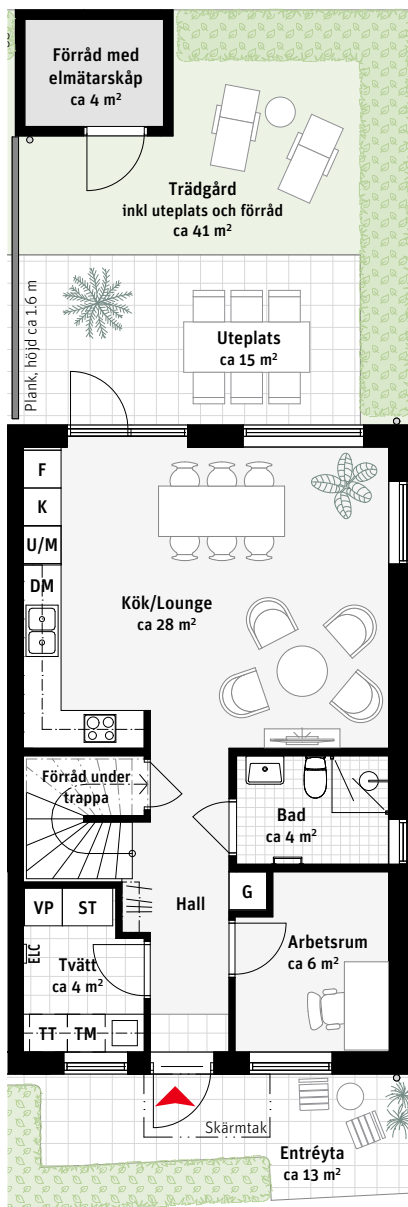 Förråd med
elmätarskåp
ca 4 m²
Trädgård
inkl uteplats och förråd
ca 41 m²
Plank, höjd ca 1.6 m
Uteplats
ca 15 m²
F
K
U/M
DM
Kök/Lounge
ca 28 m²
Förråd under
trappa
Bad
ca 4 m²
VP
ST
Hall
G
ELC
Tvätt
ca 4 m²
Arbetsrum
ca 6 m²
TT
TM
Skärmtak
Entréyta
ca 13 m²